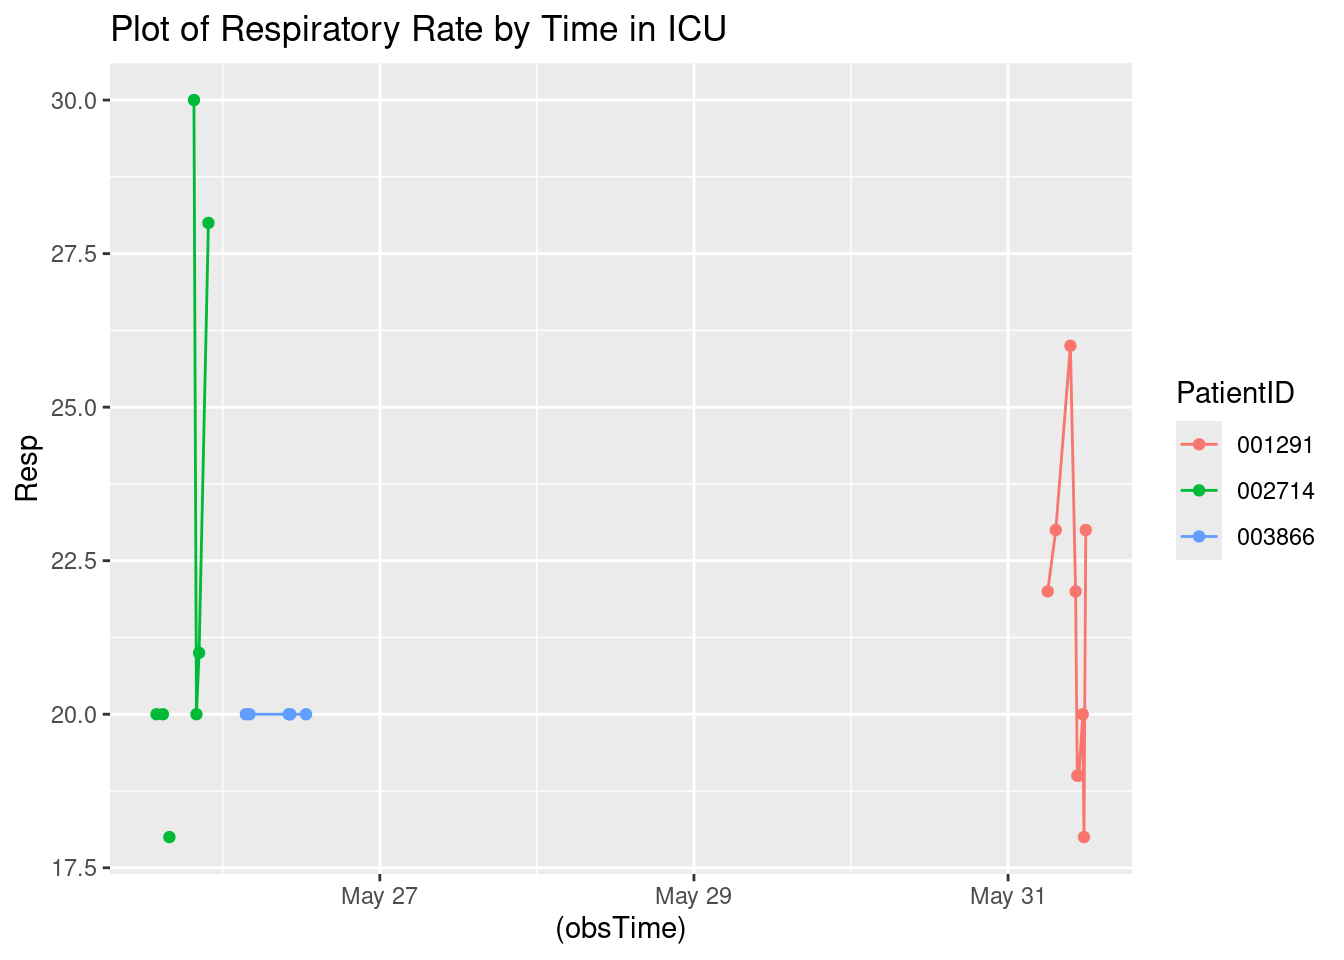 Plot of Respiratory Rate by Time in ICU
30.0
27.5
25.0
22.5
20.0
17.5
Resp
May 27
May 29
May 31
(obsTime)
PatientID
001291
002714
003866